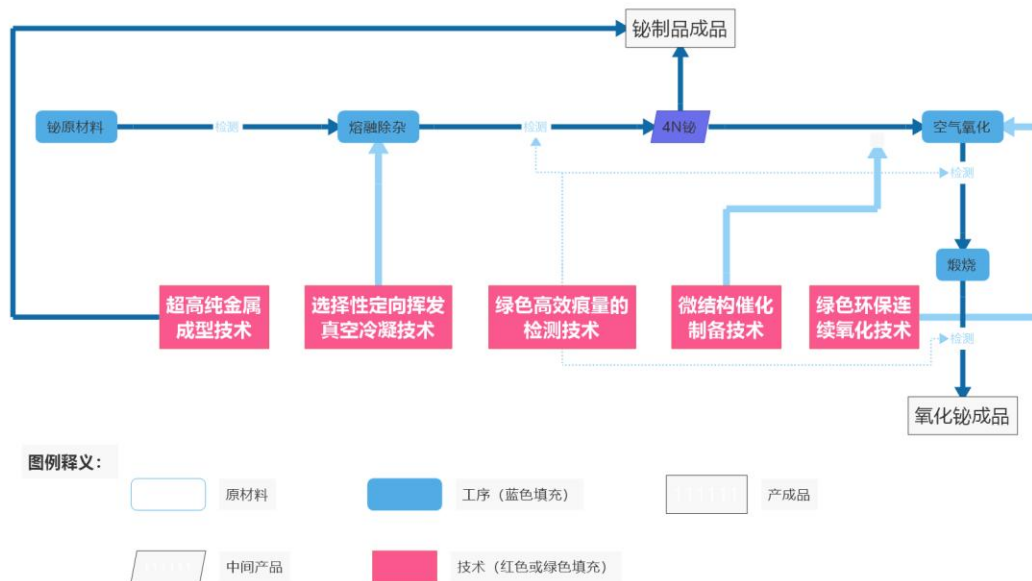 铋制品成品
铋原材料
检测
熔融除杂
检测
4N铋
空气氧化
检测
煅烧
超高纯金属
成型技术
选择性定向挥发
真空冷凝技术
绿色高效痕量的
检测技术
微结构催化
制备技术
绿色环保连
续氧化技术
检测
氧化铋成品
图例释义：
原材料
工序（蓝色填充）
产成品
中间产品
技术（红色或绿色填充）